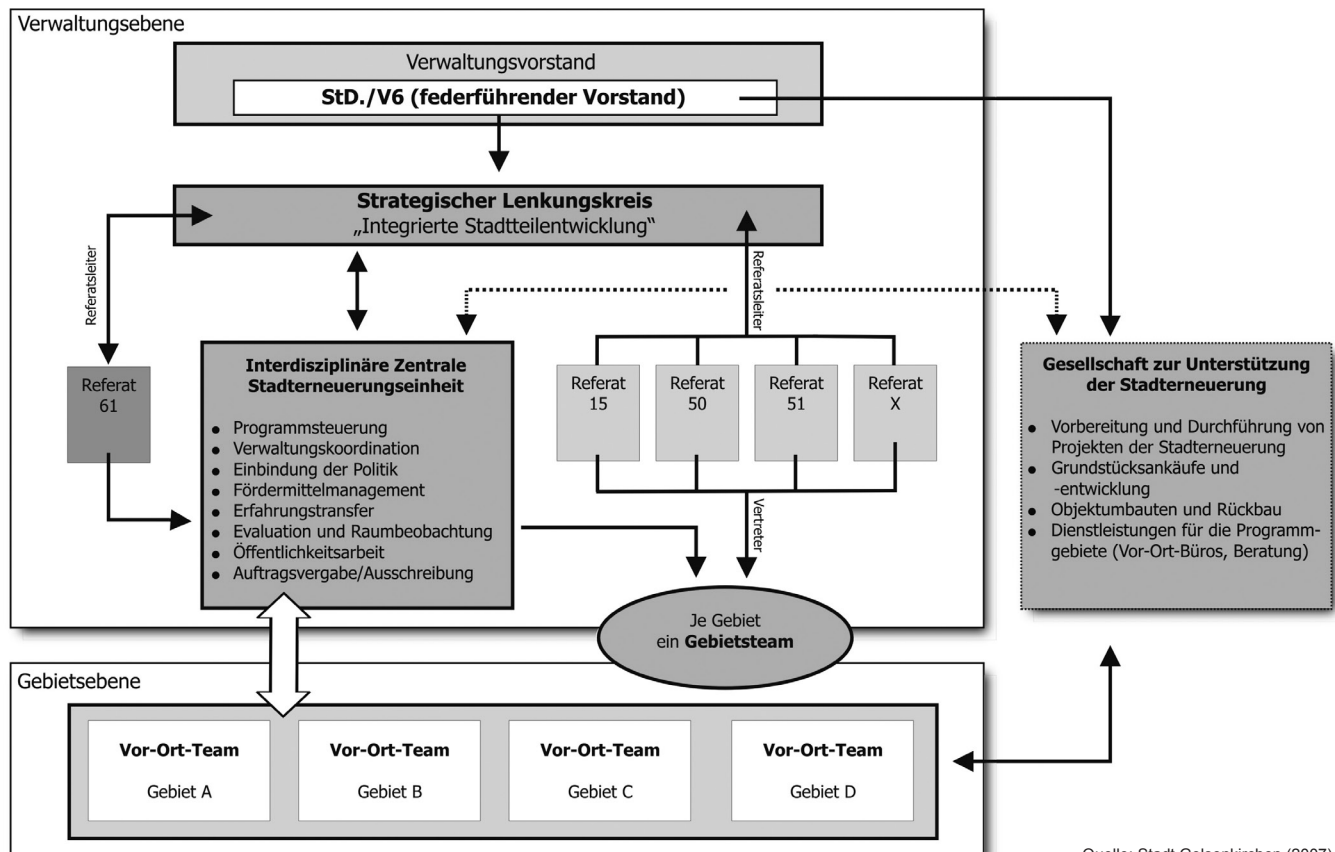 Verwaltungsebene
Verwaltungsvorstand
StD./V6 (federführender Vorstand)
Strategischer Lenkungskreis
„Integrierte Stadtteilentwicklung“
Referatsleiter
Referatsleiter
Referat
61
Interdisziplinäre Zentrale
Stadterneuerungseinheit
● Programmsteuerung
● Verwaltungskoordination
● Einbindung der Politik
● Fördermittelmanagement
● Erfahrungstransfer
● Evaluation und Raumbeobachtung
● Öffentlichkeitsarbeit
● Auftragsvergabe/Ausschreibung
Referat
15
Referat
50
Referat
51
Referat
X
Vertreter
Gesellschaft zur Unterstützung
der Stadterneuerung
● Vorbereitung und Durchführung von
Projekten der Stadterneuerung
● Grundstücksankäufe und
-entwicklung
● Objektumbauten und Rückbau
● Dienstleistungen für die Programm-
gebiete (Vor-Ort-Büros, Beratung)
Je Gebiet
ein Gebietsteam
Gebietsebene
Vor-Ort-Team
Gebiet A
Vor-Ort-Team
Gebiet B
Vor-Ort-Team
Gebiet C
Vor-Ort-Team
Gebiet D
Quelle: Stadt Gelsenkirchen (2007)